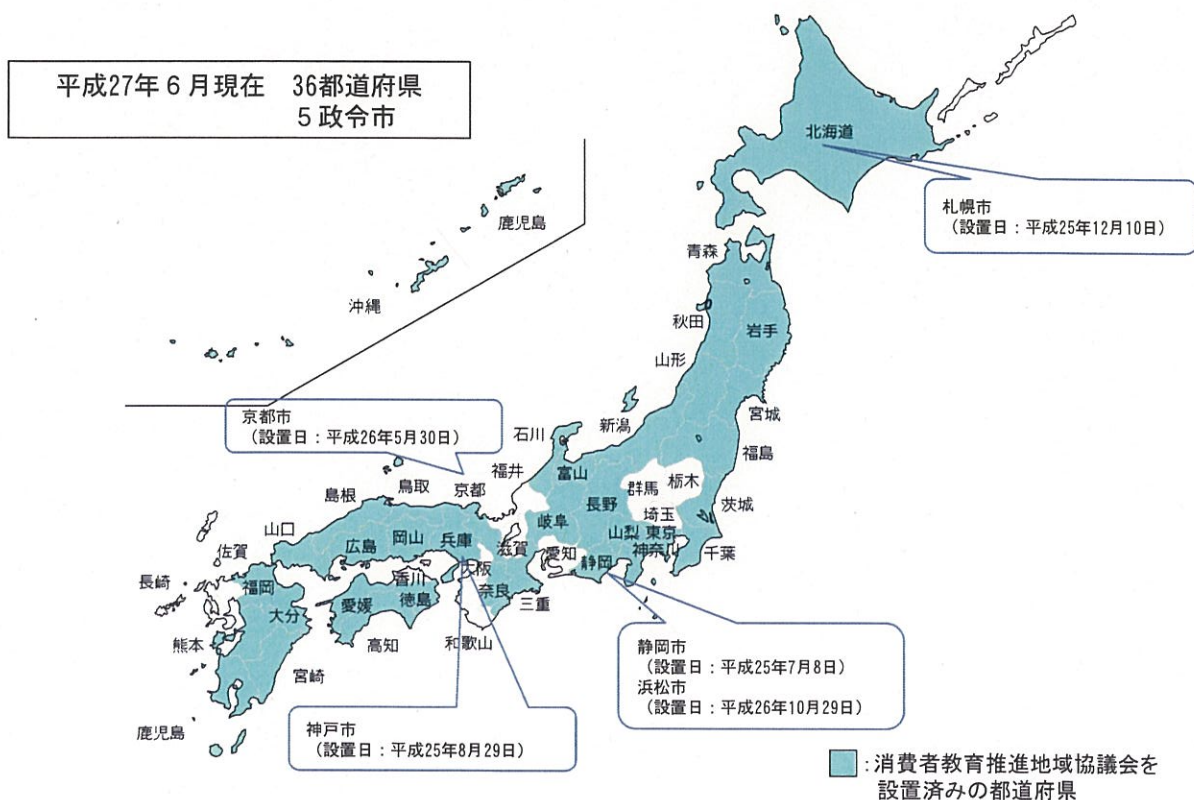 平成27年6月現在 36都道府県
5政令市
北海道
札幌市
(設置日:平成25年12月10日)
鹿児島
沖縄
青森
秋田
岩手
山形
宮城
新潟
福島
京都市
(設置日:平成26年5月30日)
石川
富山
福井
群馬
栃木
茨城
長野
埼玉
島根
鳥取
京都
岐阜
山梨
東京
神奈川
千葉
山口
広島
岡山
兵庫
滋賀
愛知
静岡
佐賀
大阪
奈良
三重
長崎
福岡
香川
徳島
愛媛
大分
高知
和歌山
熊本
宮崎
鹿児島
静岡市
(設置日:平成25年7月8日)
浜松市
(設置日:平成26年10月29日)
神戸市
(設置日:平成25年8月29日)
:消費者教育推進地域協議会を
設置済みの都道府県